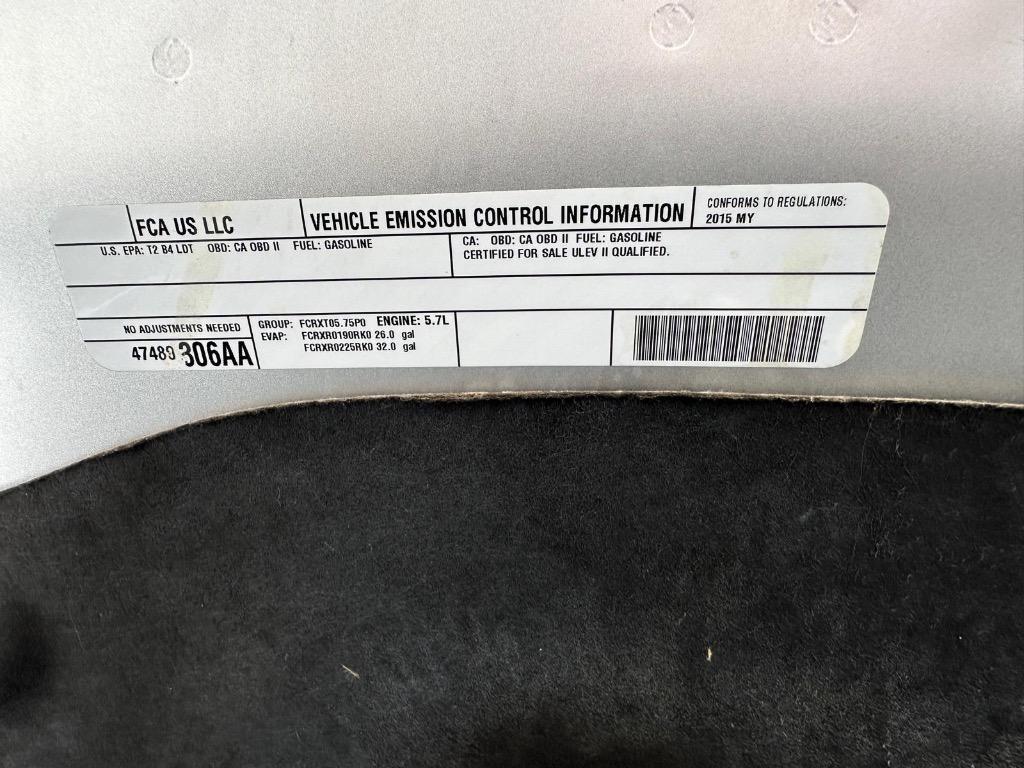 FCA US LLC
VEHICLE EMISSION CONTROL INFORMATION
CONFORMS TO REGULATIONS:
2015 MY
U.S. EPA: T2 B4 LDT OBD: CA OBD II FUEL: GASOLINE
CA: OBD: CA OBD II FUEL: GASOLINE
CERTIFIED FOR SALE ULEV II QUALIFIED.
NO ADJUSTMENTS NEEDED
47480306AA
GROUP: FCRXT05.75P0 ENGINE: 5.7L
EVAP: FCRXR0190RK0 26.0 gal
FCRXR0225RK0 32.0 gal